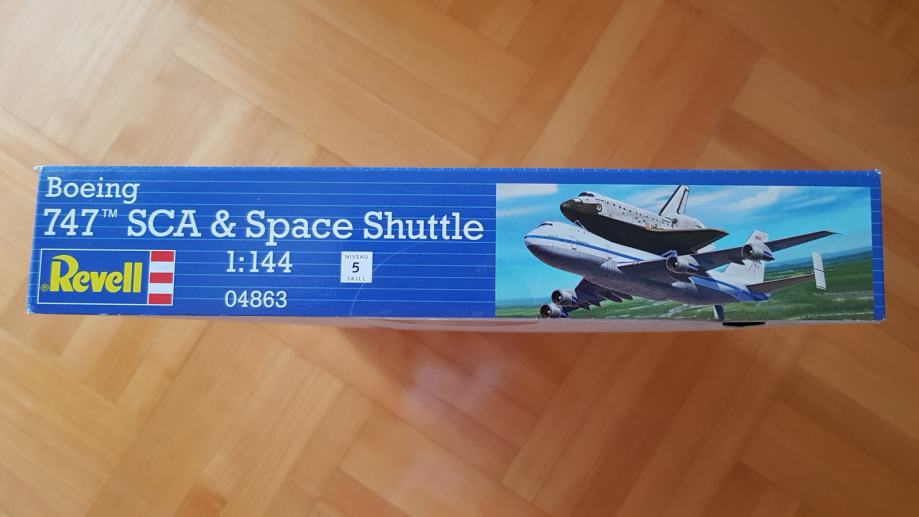 Boeing
747™ SCA & Space Shuttle
®Revell
1:144
NIVEAU
5
SKILL
04863